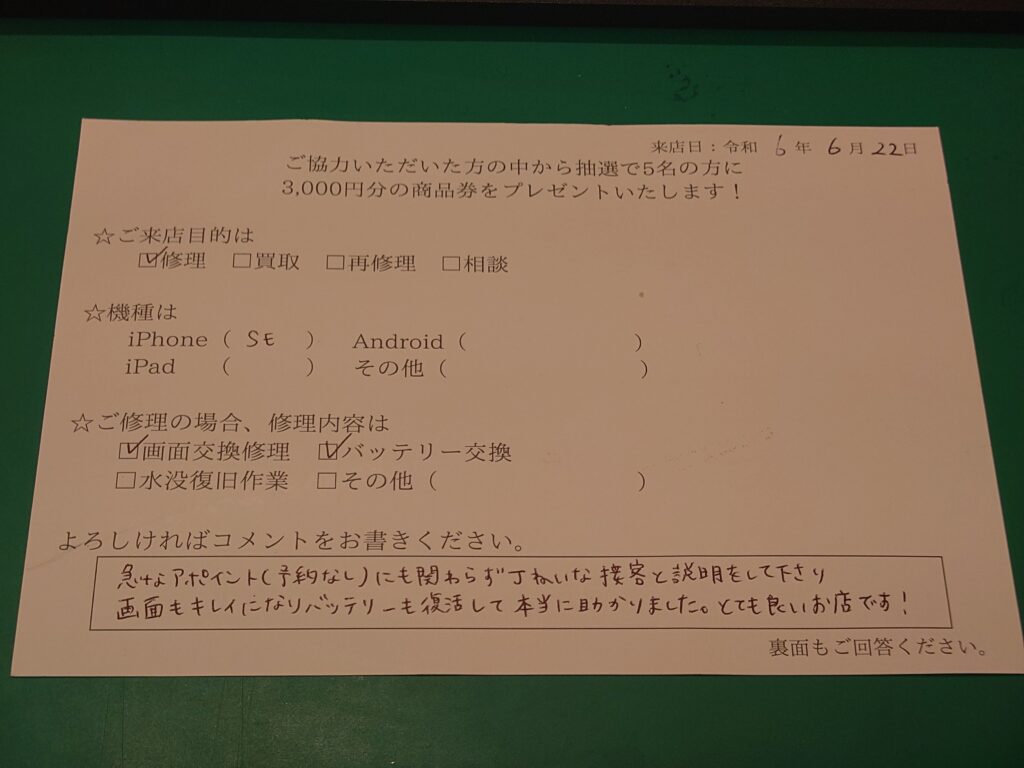 来店日：令和 6 年 6 月 22日
ご協力いただいた方の中から抽選で5名の方に
3,000円分の商品券をプレゼントいたします！
☆ご来店目的は
☑修理 □買取 □再修理 □相談
☆機種は
iPhone （ SE ） Android（ ）
iPad （ ） その他（ ）
☆ご修理の場合、修理内容は
☑画面交換修理 ☑バッテリー交換
□水没復旧作業 □その他（ ）
よろしければコメントをお書きください。
急なアポイント(予約なし)にも関わらず丁ねいな接客と説明をして下さり
画面もキレイになりバッテリーも復活して本当に助かりました。とても良いお店です！
裏面もご回答ください。